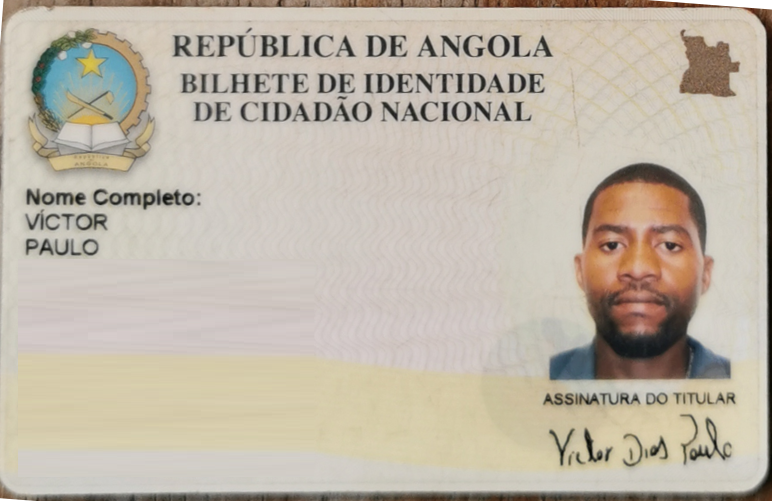 REPÚBLICA DE ANGOLA
BILHETE DE IDENTIDADE
DE CIDADÃO NACIONAL
REPÚBLICA
ANGOLA
Nome Completo:
VÍCTOR
PAULO
ASSINATURA DO TITULAR
Victor Dias Paulo